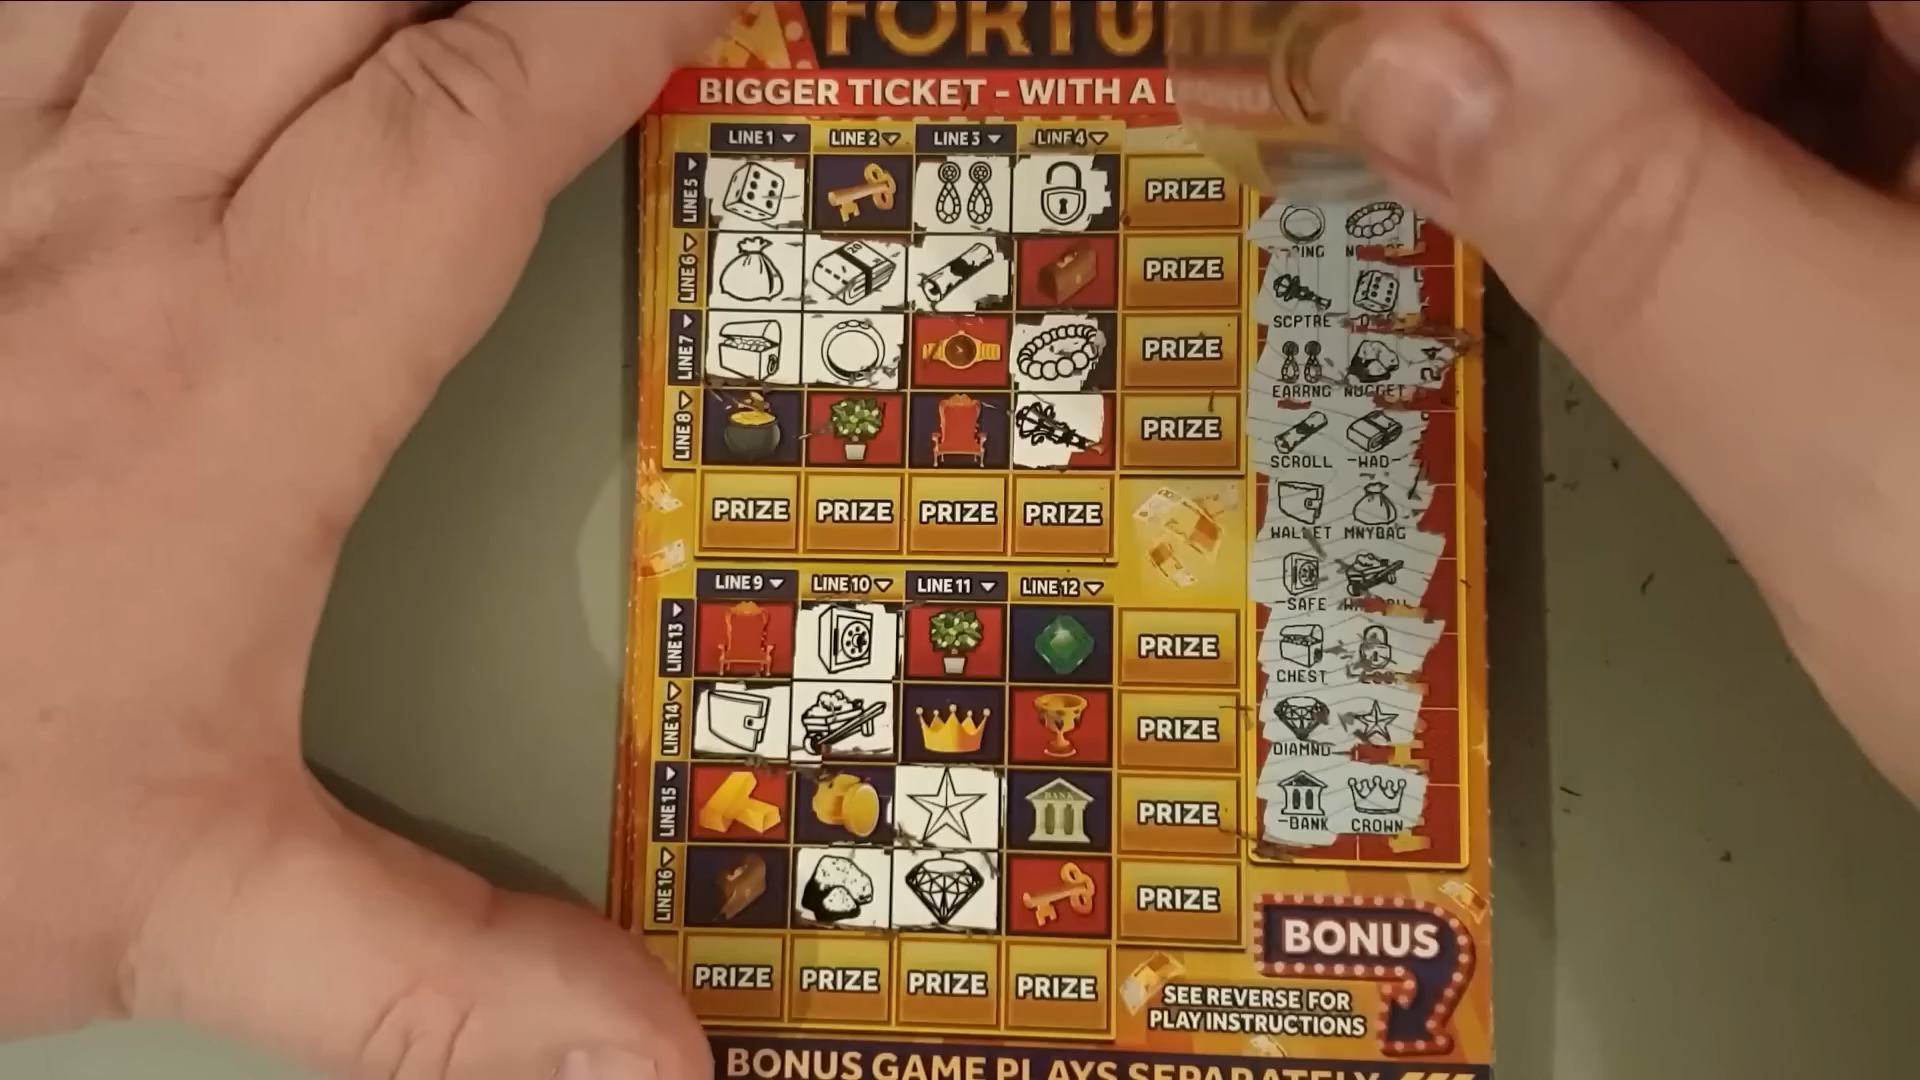 FORTUNE
BIGGER TICKET - WITH A
LINE 1 LINE 2 LINE 3 LINE 4
LINE 5 PRIZE
LINE 6 PRIZE
LINE 7 PRIZE
LINE 8 PRIZE
PRIZE PRIZE PRIZE PRIZE
LINE 9 LINE 10 LINE 11 LINE 12
LINE 13 PRIZE
LINE 14 PRIZE
LINE 15 BANK PRIZE
LINE 16 PRIZE
PRIZE PRIZE PRIZE PRIZE
SCPTRE
EARRNG NUGGET
SCROLL -WAD-
WALLET MNYBAG
-SAFE
CHEST
DIAMND
-BANK CROWN
BONUS
SEE REVERSE FOR
PLAY INSTRUCTIONS
BONUS GAME PLAYS SEPARATELY